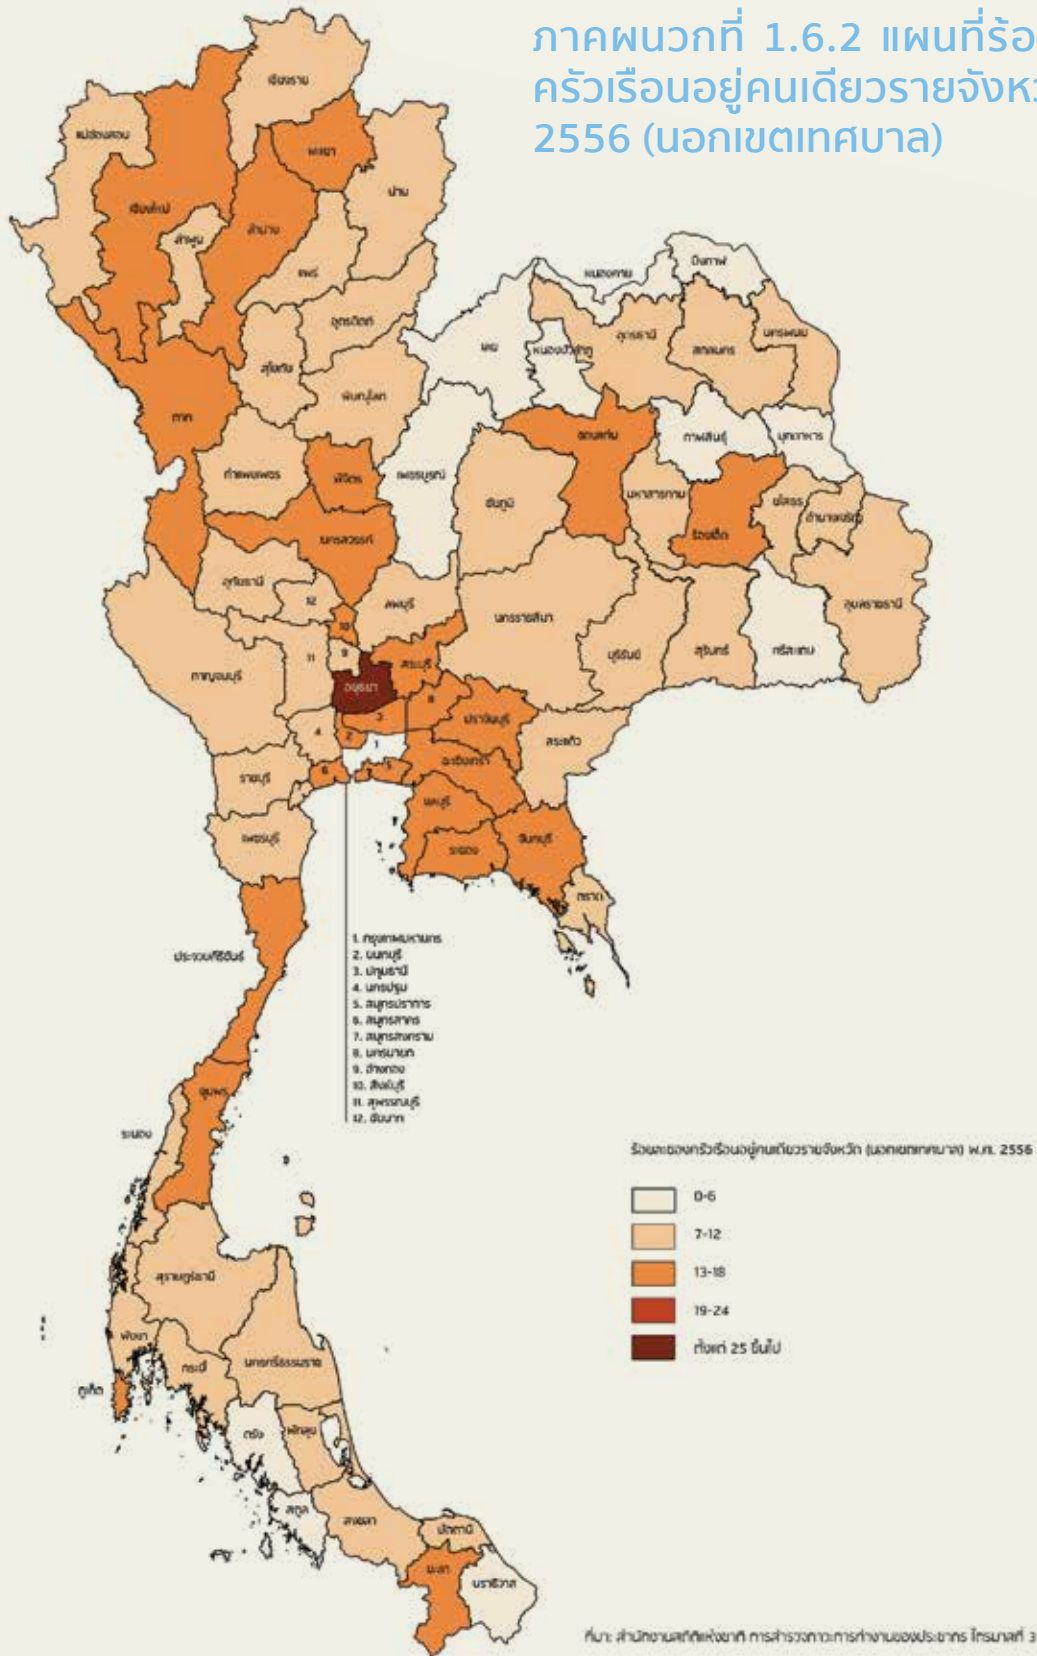 ภาคผนวกที่ 1.6.2 แผนที่ร้อ
ครัวเรือนอยู่คนเดียวรายจังห
2556 (นอกเขตเทศบาล)
เชียงราย
แม่ฮ่องสอน
พะเยา
น่าน
เชียงใหม่
ลำปาง
ลำพูน
แพร่
บึงกาฬ
หนองคาย
อุตรดิตถ์
อุดรธานี
นครพนม
เลย
หนองบัวลำภู
สกลนคร
สุโขทัย
พิษณุโลก
ตาก
ขอนแก่น
กาฬสินธุ์
มุกดาหาร
กำแพงเพชร
พิจิตร
เพชรบูรณ์
ชัยภูมิ
มหาสารคาม
ยโสธร
อำนาจเจริญ
ร้อยเอ็ด
นครสวรรค์
อุทัยธานี
12
ลพบุรี
อุบลราชธานี
นครราชสีมา
10
บุรีรัมย์
สุรินทร์
ศรีสะเกษ
9
11
สระบุรี
กาญจนบุรี
อยุธยา
8
3
ปราจีนบุรี
4
2
1
สระแก้ว
ฉะเชิงเทรา
6
5
ราชบุรี
ชลบุรี
เพชรบุรี
ระยอง
จันทบุรี
ตราด
ประจวบคีรีขันธ์
1. กรุงเทพมหานคร
2. นนทบุรี
3. ปทุมธานี
4. นครปฐม
5. สมุทรปราการ
6. สมุทรสาคร
7. สมุทรสงคราม
8. นครนายก
9. อ่างทอง
10. สิงห์บุรี
11. สุพรรณบุรี
12. ชัยนาท
ชุมพร
ระนอง
ร้อยละของครัวเรือนอยู่คนเดียวรายจังหวัด (นอกเขตเทศบาล) พ.ศ. 2556
0-6
7-12
13-18
19-24
ตั้งแต่ 25 ขึ้นไป
สุราษฎร์ธานี
พังงา
กระบี่
นครศรีธรรมราช
ภูเก็ต
ตรัง
พัทลุง
สตูล
สงขลา
ปัตตานี
ยะลา
นราธิวาส
ที่มา: สำนักงานสถิติแห่งชาติ การสำรวจภาวะการทำงานของประชากร ไตรมาสที่ 3